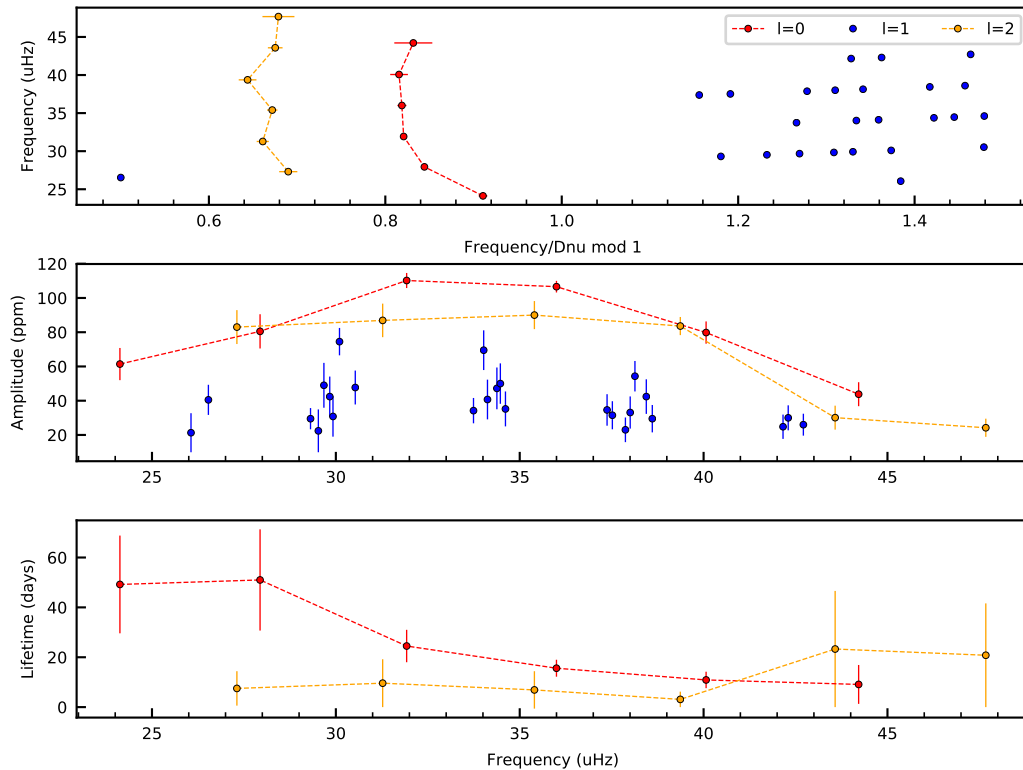 l=0 l=1 l=2
Frequency (uHz)
45
40
35
30
25
0.6 0.8 1.0 1.2 1.4
Frequency/Dnu mod 1
Amplitude (ppm)
120
100
80
60
40
20
25 30 35 40 45
Lifetime (days)
60
40
20
0
25 30 35 40 45
Frequency (uHz)